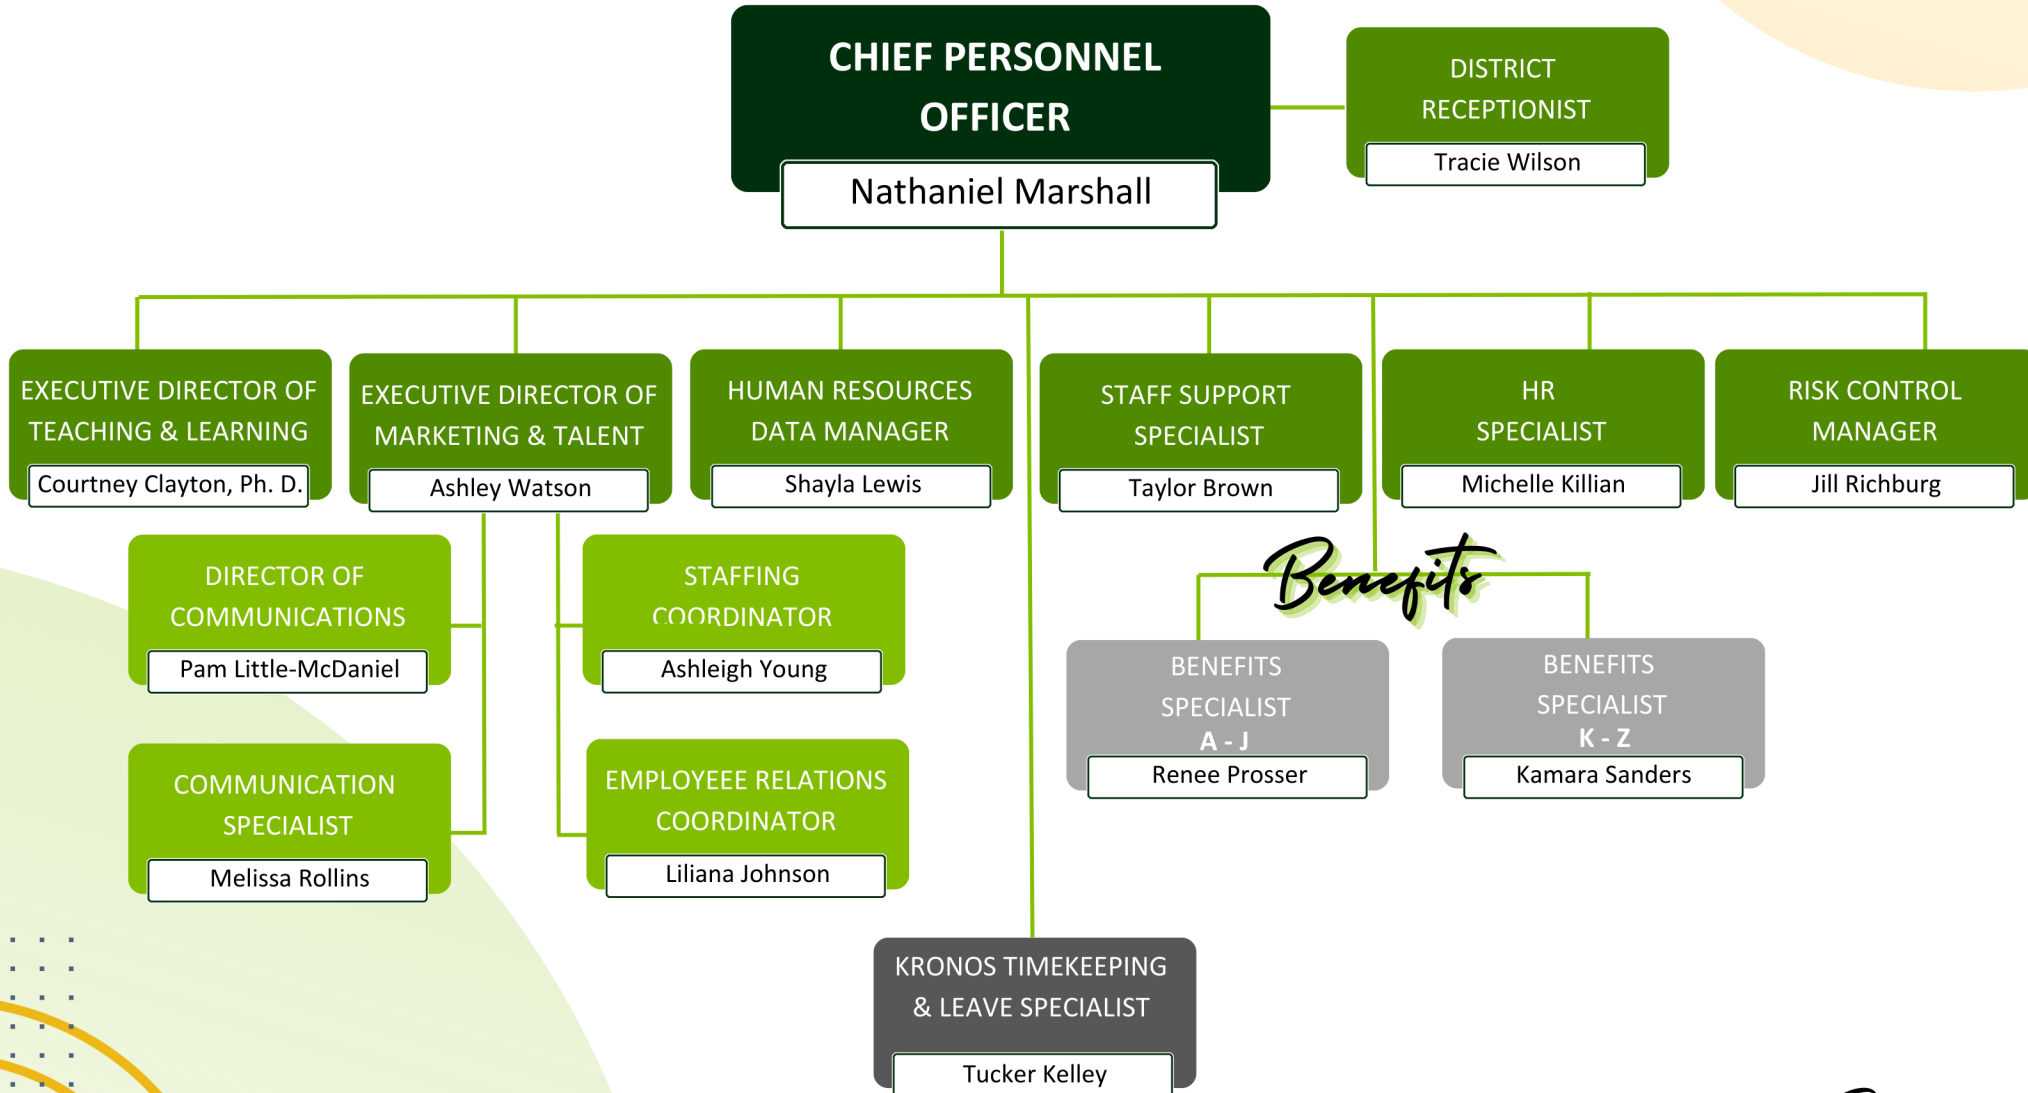 CHIEF PERSONNEL
OFFICER
Nathaniel Marshall
DISTRICT
RECEPTIONIST
Tracie Wilson
EXECUTIVE DIRECTOR OF
TEACHING & LEARNING
Courtney Clayton, Ph. D.
EXECUTIVE DIRECTOR OF
MARKETING & TALENT
Ashley Watson
HUMAN RESOURCES
DATA MANAGER
Shayla Lewis
STAFF SUPPORT
SPECIALIST
Taylor Brown
HR
SPECIALIST
Michelle Killian
RISK CONTROL
MANAGER
Jill Richburg
DIRECTOR OF
COMMUNICATIONS
Pam Little-McDaniel
STAFFING
COORDINATOR
Ashleigh Young
COMMUNICATION
SPECIALIST
Melissa Rollins
EMPLOYEEE RELATIONS
COORDINATOR
Liliana Johnson
Benefits
BENEFITS
SPECIALIST
A - J
Renee Prosser
BENEFITS
SPECIALIST
K - Z
Kamara Sanders
KRONOS TIMEKEEPING
& LEAVE SPECIALIST
Tucker Kelley